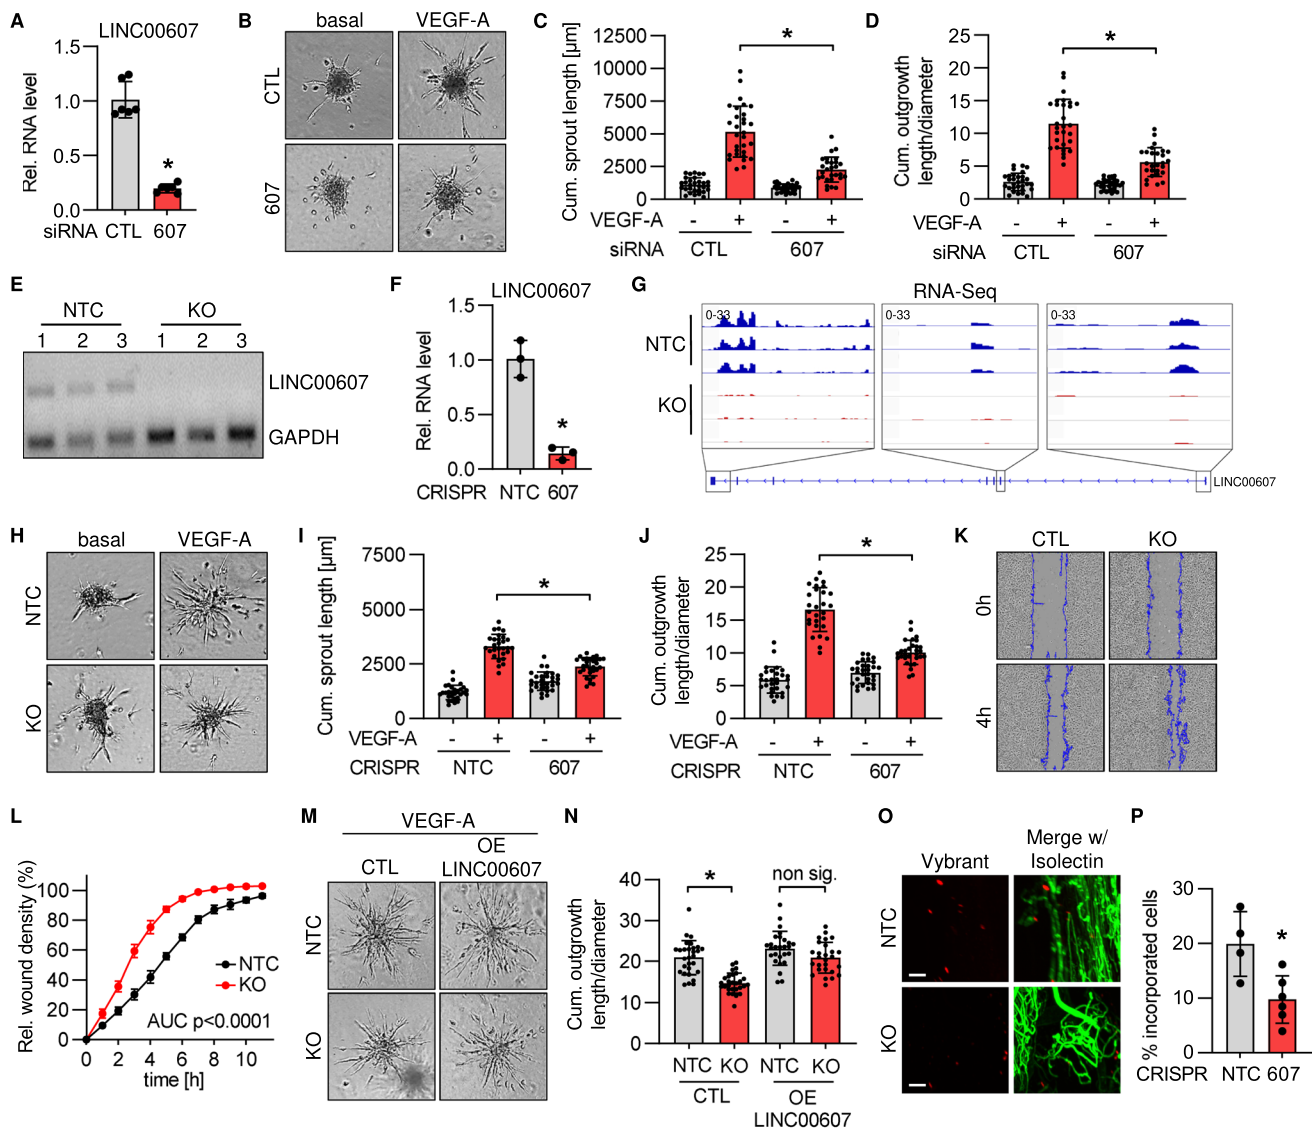 A
LINC00607
Rel. RNA level
1.5
1.0
0.5
0.0
*
siRNA CTL 607
B
basal VEGF-A
CTL
607
C
Cum. sprout length [µm]
12500
10000
7500
5000
2500
0
*
VEGF-A - + - +
siRNA CTL 607
D
Cum. outgrowth
length/diameter
25
20
15
10
5
0
*
VEGF-A - + - +
siRNA CTL 607
E
NTC KO
1 2 3 1 2 3
LINC00607
GAPDH
F
LINC00607
Rel. RNA level
1.5
1.0
0.5
0.0
*
CRISPR NTC 607
G
RNA-Seq
0-33 0-33 0-33
NTC
KO
LINC00607
H
basal VEGF-A
NTC
KO
I
Cum. sprout length [µm]
7500
5000
2500
0
*
VEGF-A - + - +
CRISPR NTC 607
J
Cum. outgrowth
length/diameter
25
20
15
10
5
0
*
VEGF-A - + - +
CRISPR NTC 607
K
CTL KO
0h
4h
L
Rel. wound density (%)
100
80
60
40
20
0
NTC
KO
AUC p<0.0001
0 2 4 6 8 10
time [h]
M
VEGF-A
CTL OE
LINC00607
NTC
KO
N
Cum. outgrowth
length/diameter
40
30
20
10
0
* non sig.
NTC KO NTC KO
CTL OE
LINC00607
O
Vybrant Merge w/
Isolectin
NTC
KO
P
% incorporated cells
30
20
10
0
*
CRISPR NTC 607